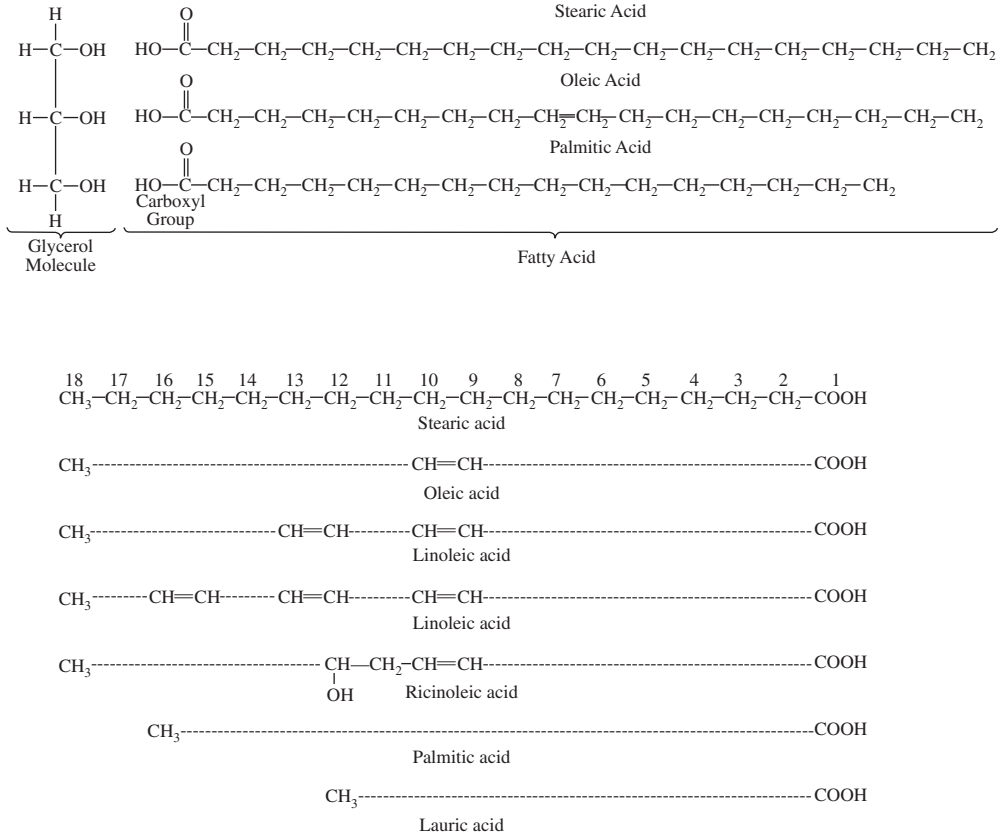 Stearic Acid
H O
H–C–OH HO–C–CH2–CH2–CH2–CH2–CH2–CH2–CH2–CH2–CH2–CH2–CH2–CH2–CH2–CH2–CH2–CH2–CH2
Oleic Acid
O
H–C–OH HO–C–CH2–CH2–CH2–CH2–CH2–CH2–CH2–CH2=CH2–CH2–CH2–CH2–CH2–CH2–CH2–CH2–CH2
Palmitic Acid
O
H–C–OH HO–C–CH2–CH2–CH2–CH2–CH2–CH2–CH2–CH2–CH2–CH2–CH2–CH2–CH2–CH2–CH2
H
Carboxyl
Group
Glycerol
Molecule
Fatty Acid
18 17 16 15 14 13 12 11 10 9 8 7 6 5 4 3 2 1
CH3–CH2–CH2–CH2–CH2–CH2–CH2–CH2–CH2–CH2–CH2–CH2–CH2–CH2–CH2–CH2–CH2–COOH
Stearic acid
CH3 CH=CH COOH
Oleic acid
CH3 CH=CH CH=CH COOH
Linoleic acid
CH3 CH=CH CH=CH CH=CH COOH
Linoleic acid
CH3 CH–CH2–CH=CH COOH
OH
Ricinoleic acid
CH3 COOH
Palmitic acid
CH3 COOH
Lauric acid